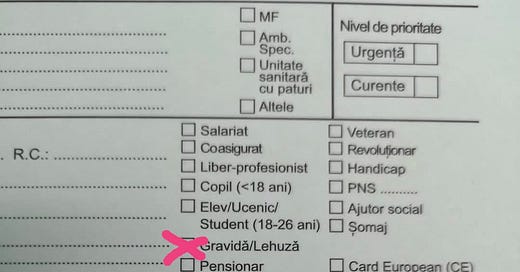 MF
Amb.
Spec.
Unitate
sanitară
cu paturi
Altele
Nivel de prioritate
Urgență
Curente
. R.C.:
Salariat
Coasigurat
Liber-profesionist
Copil (<18 ani)
Elev/Ucenic/
Student (18-26 ani)
Gravidă/Lehuză
Pensionar
Veteran
Revoluționar
Handicap
PNS ..........
Ajutor social
Șomaj
Card European (CE)